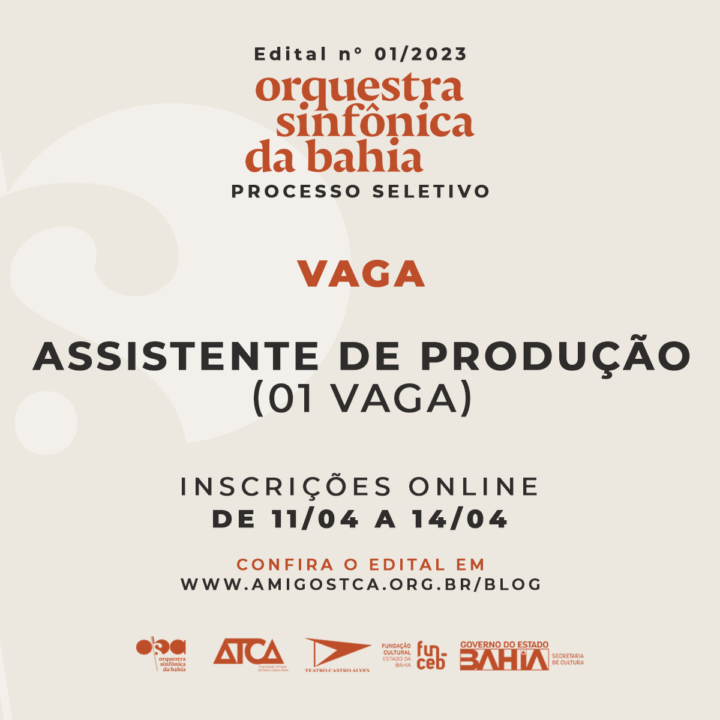 Edital n° 01/2023
orquestra
sinfônica
da bahia
PROCESSO SELETIVO
VAGA
ASSISTENTE DE PRODUÇÃO
(01 VAGA)
INSCRIÇÕES ONLINE
DE 11/04 A 14/04
CONFIRA O EDITAL EM
WWW.AMIGOSTCA.ORG.BR/BLOG
orquestra
sinfônica
da bahia
ATCA
TEATRO CASTRO ALVES
FUNDAÇÃO
CULTURAL
ESTADO DA
BAHIA
fun-
ceb
GOVERNO DO ESTADO
BAHIA
SECRETARIA
DE CULTURA